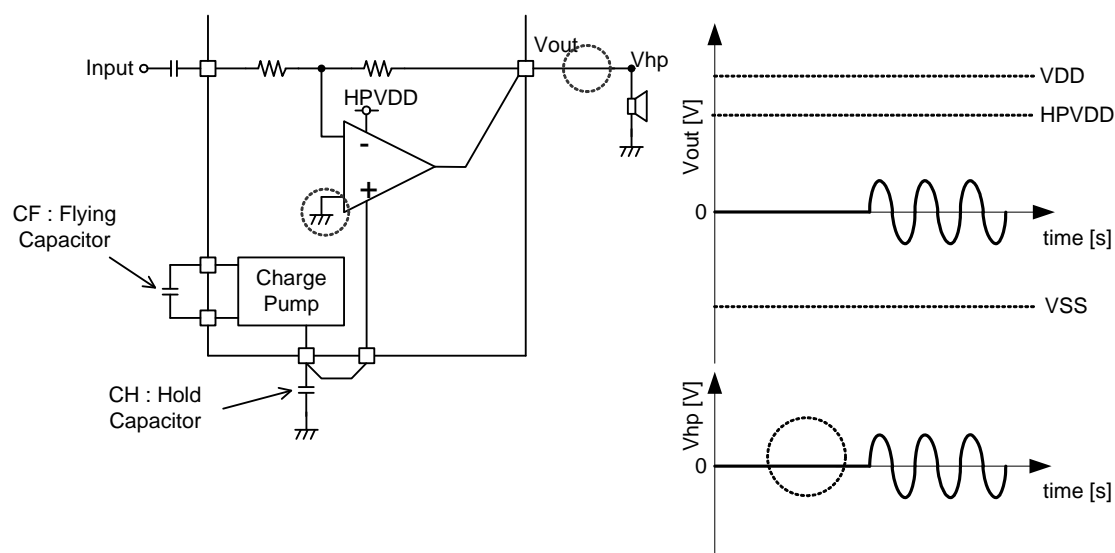 Input
Vout
Vhp
HPVDD
-
+
CF : Flying
Capacitor
Charge
Pump
CH : Hold
Capacitor
Vout [V]
VDD
HPVDD
0
time [s]
VSS
Vhp [V]
0
time [s]